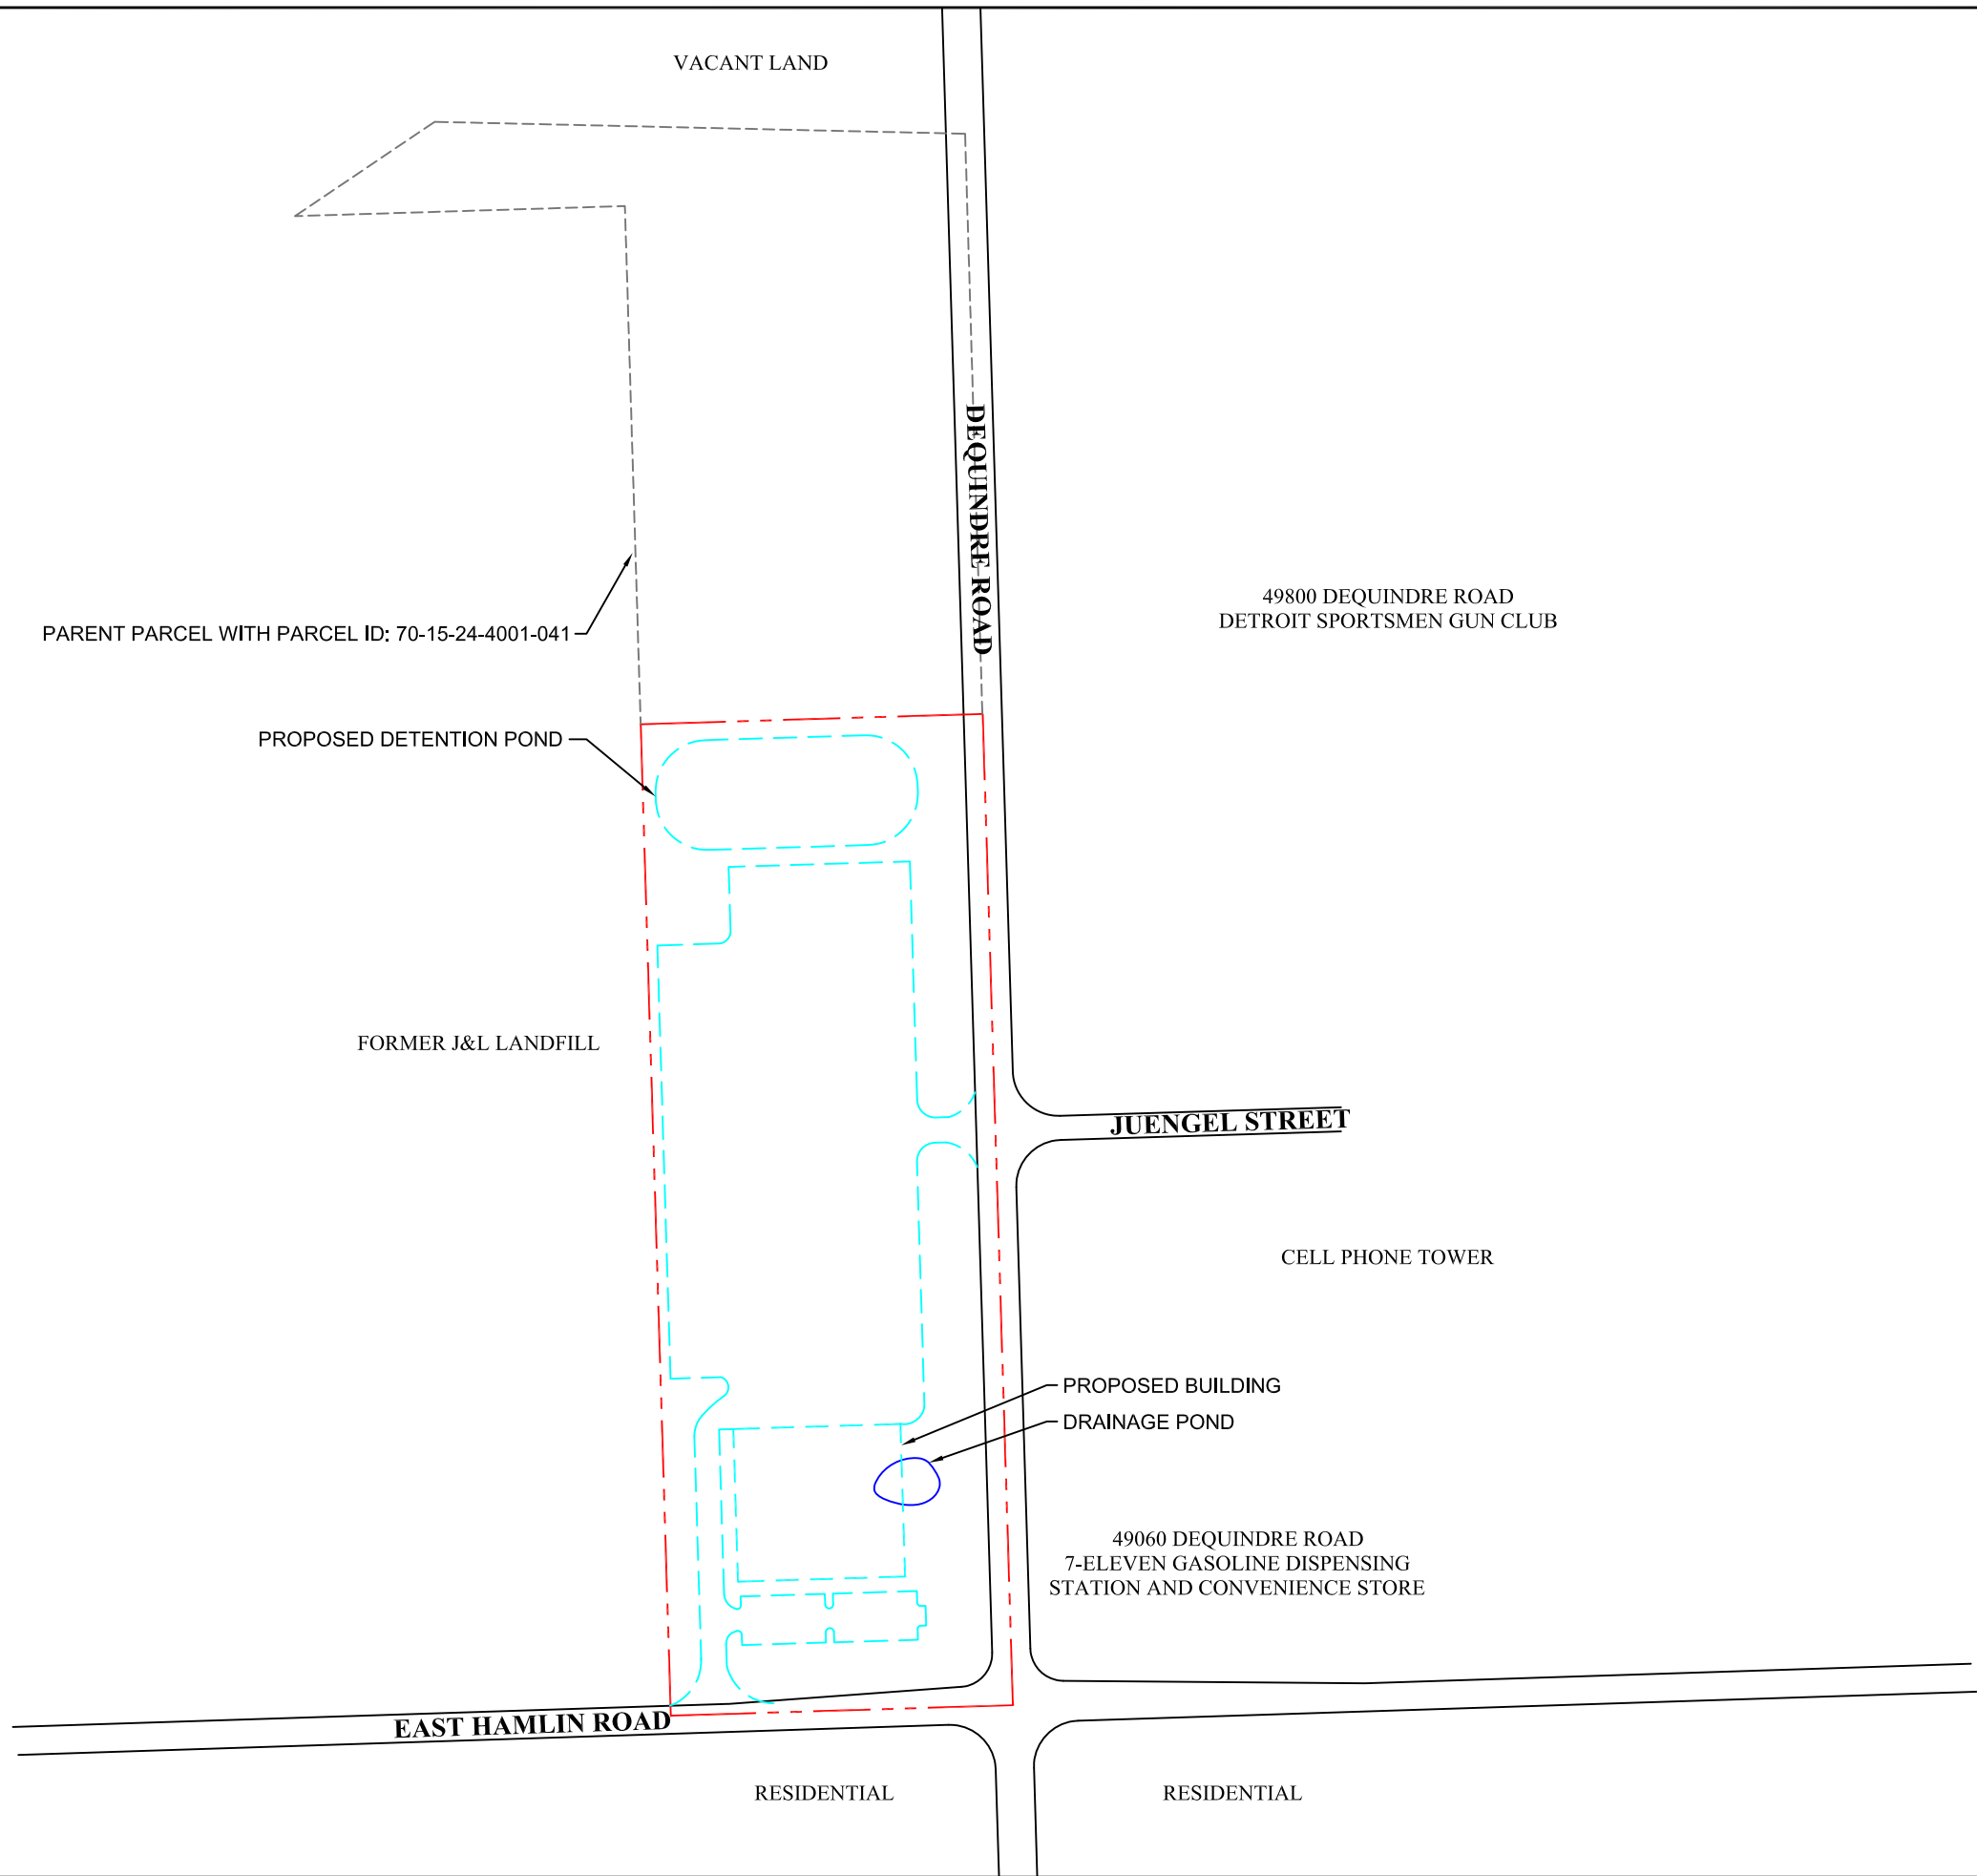 VACANT LAND
DEQUINDRE ROAD
49800 DEQUINDRE ROAD
DETROIT SPORTSMEN GUN CLUB
PARENT PARCEL WITH PARCEL ID: 70-15-24-4001-041
PROPOSED DETENTION POND
FORMER J&L LANDFILL
JUENGEL STREET
CELL PHONE TOWER
PROPOSED BUILDING
DRAINAGE POND
49060 DEQUINDRE ROAD
7-ELEVEN GASOLINE DISPENSING
STATION AND CONVENIENCE STORE
EAST HAMLIN ROAD
RESIDENTIAL
RESIDENTIAL